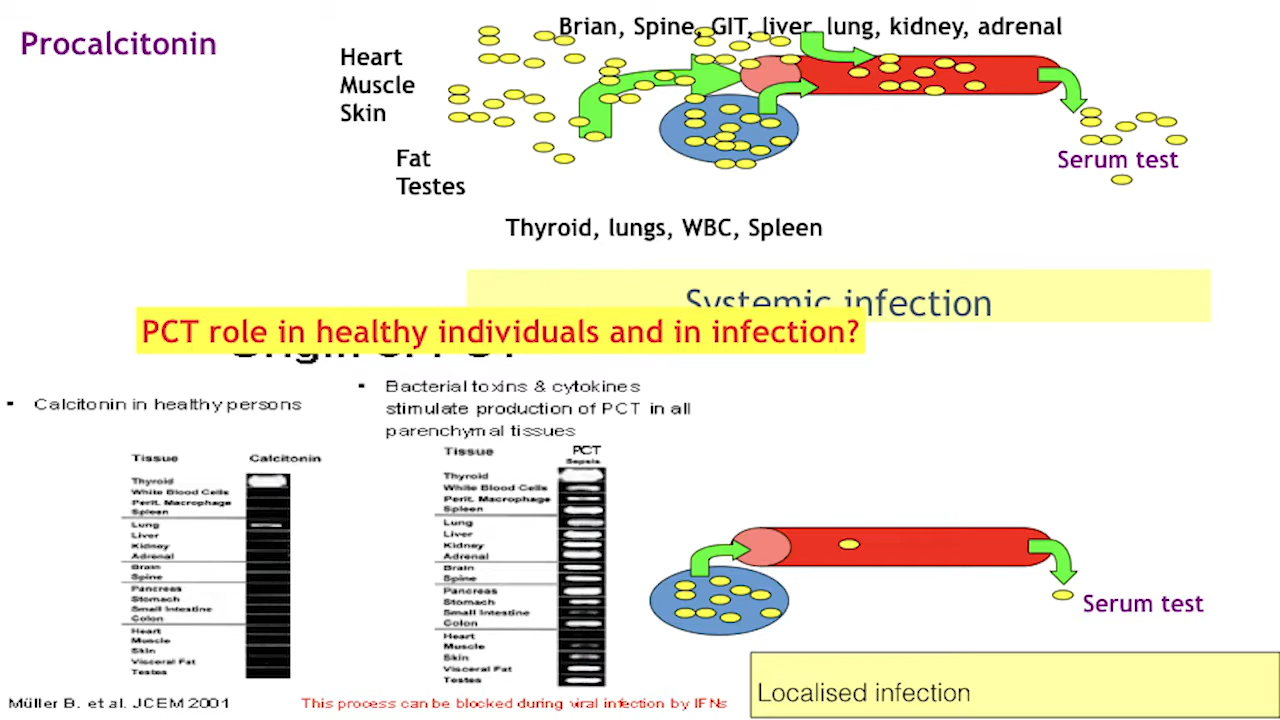 Procalcitonin
Brian, Spine, GIT, liver, lung, kidney, adrenal
Heart
Muscle
Skin
Fat
Testes
Serum test
Thyroid, lungs, WBC, Spleen
Systemic infection
PCT role in healthy individuals and in infection?
▪ Calcitonin in healthy persons
▪ Bacterial toxins & cytokines
stimulate production of PCT in all
parenchymal tissues
Tissue Calcitonin
Thyroid
White Blood Cells
Perit. Macrophage
Spleen
Lung
Liver
Kidney
Adrenal
Brain
Spine
Pancreas
Stomach
Small Intestine
Colon
Heart
Muscle
Skin
Visceral Fat
Testes
Tissue PCT
Sepsis
Thyroid
White Blood Cells
Perit. Macrophage
Spleen
Lung
Liver
Kidney
Adrenal
Brain
Spine
Pancreas
Stomach
Small Intestine
Colon
Heart
Muscle
Skin
Visceral Fat
Testes
Serum test
Localised infection
Müller B. et al. JCEM 2001
This process can be blocked during viral infection by IFNs